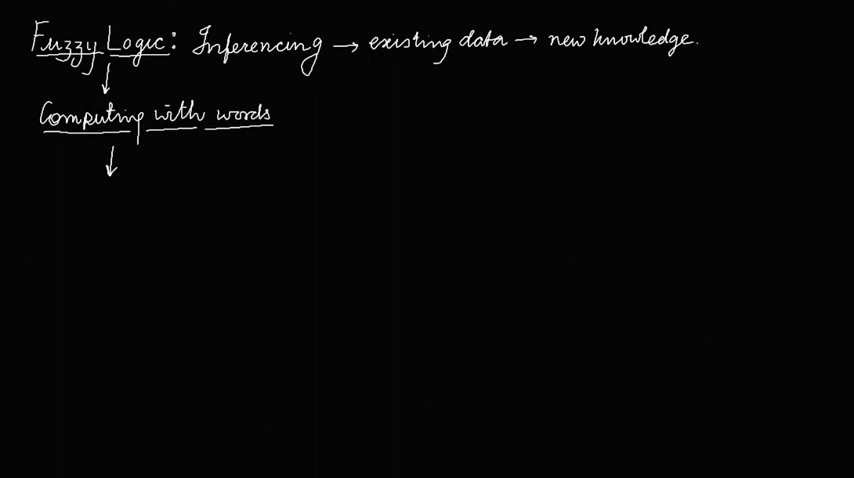 Fuzzy Logic: Inferencing → existing data → new knowledge.
↓
Computing with words
↓